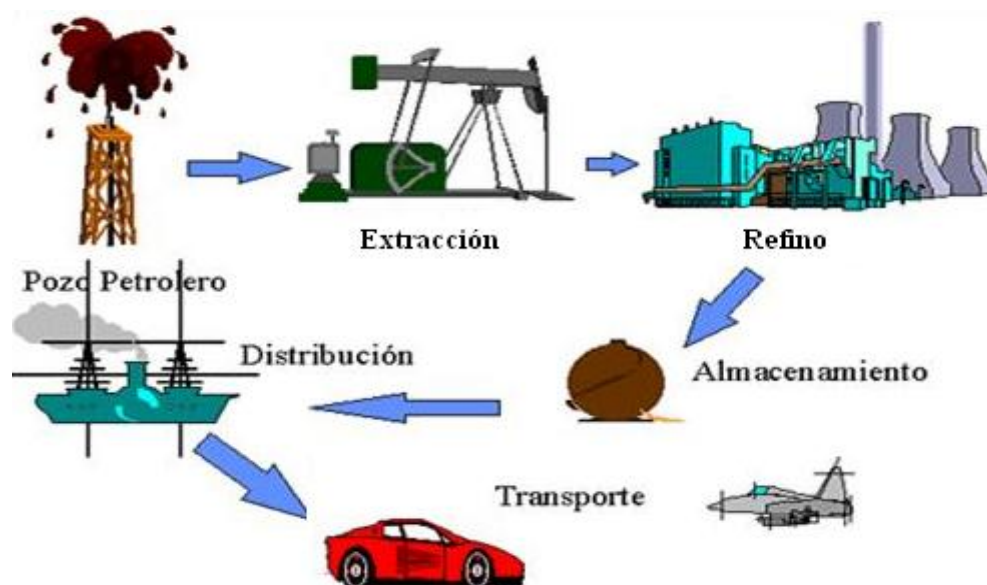 Extracción
Refino
Pozo Petrolero
Distribución
Almacenamiento
Transporte